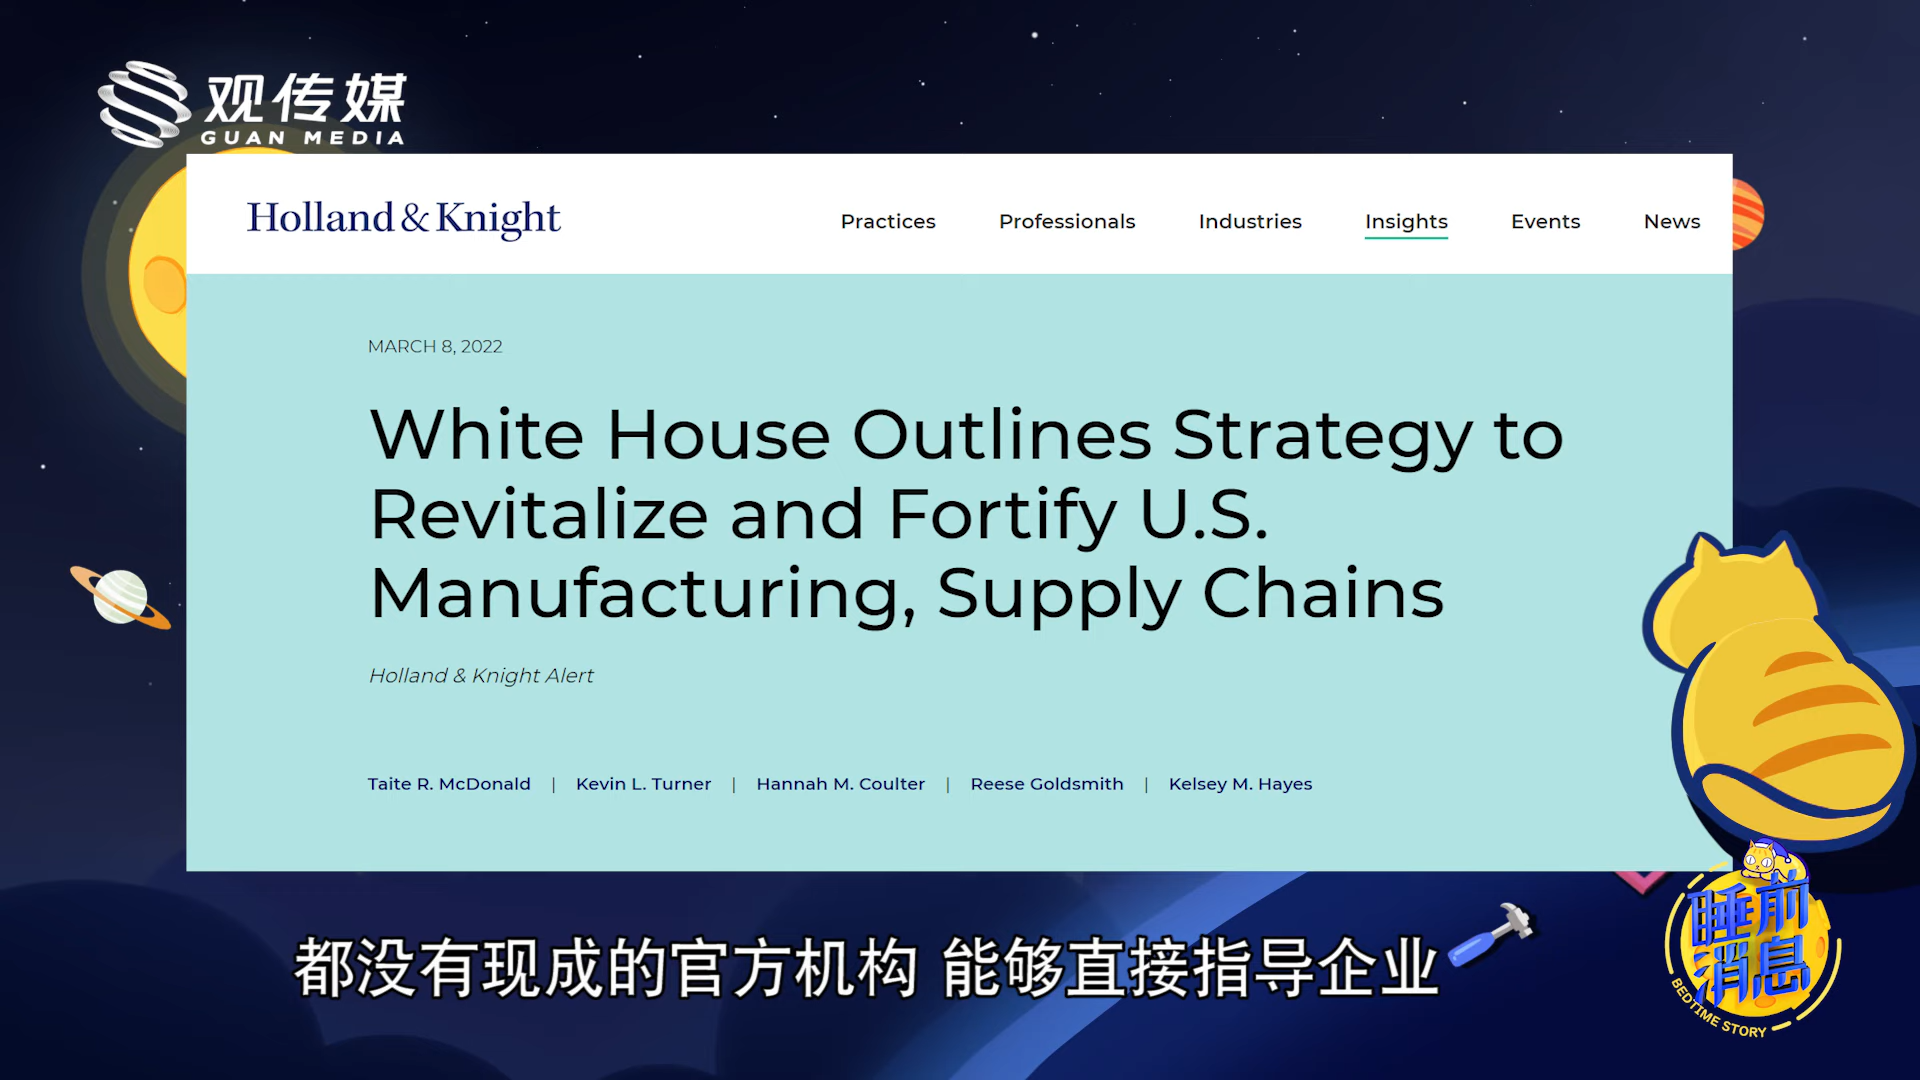 观传媒
GUAN MEDIA
Holland & Knight
Practices Professionals Industries Insights Events News
MARCH 8, 2022
White House Outlines Strategy to
Revitalize and Fortify U.S.
Manufacturing, Supply Chains
Holland & Knight Alert
Taite R. McDonald | Kevin L. Turner | Hannah M. Coulter | Reese Goldsmith | Kelsey M. Hayes
都没有现成的官方机构 能够直接指导企业
睡前
消息
BEDTIME STORY